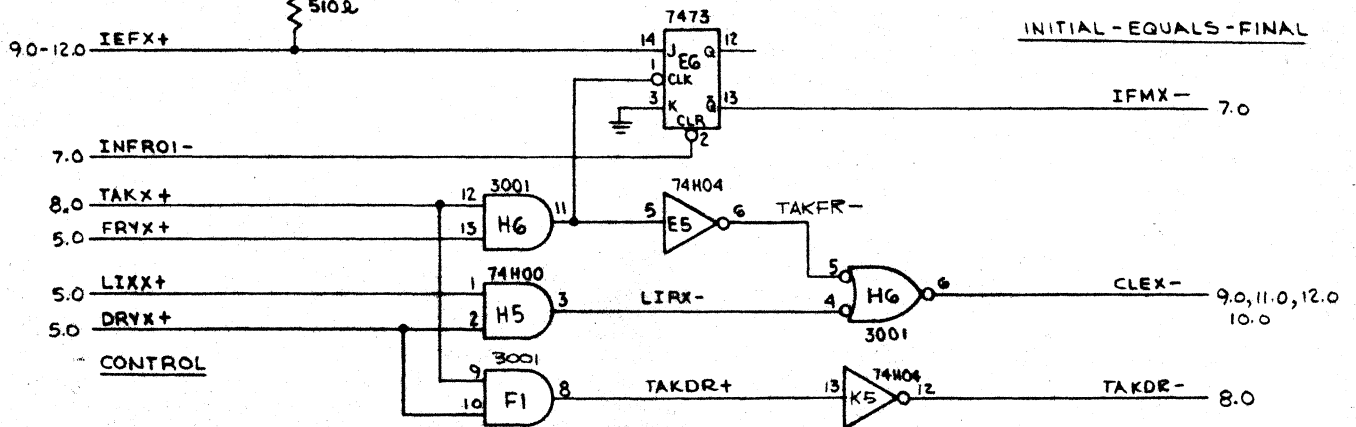 510Ω
7473
INITIAL-EQUALS-FINAL
9.0-12.0 IEFX+ 14 J Q 12
E6
1 CLK
3 K Q̄ 13 IFMX- 7.0
CLR
2
7.0 INFR01-
8.0 TAKX+ 12 3001 74H04
H6 11 5 E5 6 TAKFR-
5.0 FRYX+ 13
5.0 LIXX+ 1 74H00 5
H5 3 LIRX- 4 H6 6 CLEX- 9.0, 11.0, 12.0
10.0
5.0 DRYX+ 2 3001
CONTROL
3001
9 F1 8 TAKDR+ 13 K5 12 TAKDR- 8.0
10 74H04